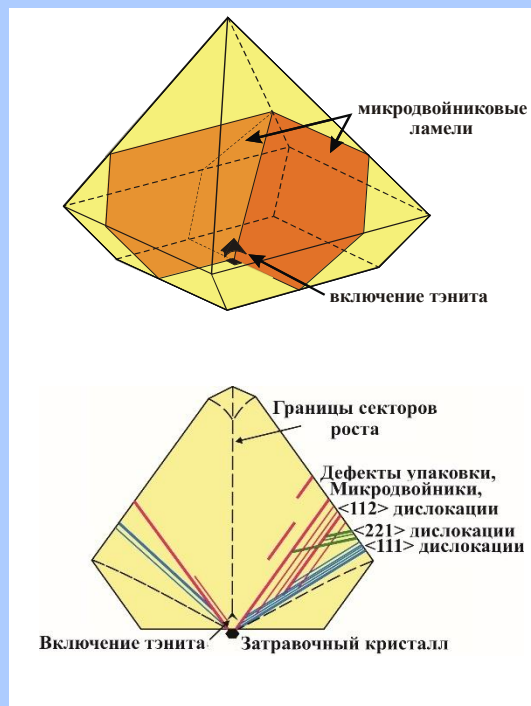 микродвойниковые
ламели
включение тэнита
Границы секторов
роста
Дефекты упаковки,
Микродвойники,
<112> дислокации
<221> дислокации
<111> дислокации
Включение тэнита
Затравочный кристалл